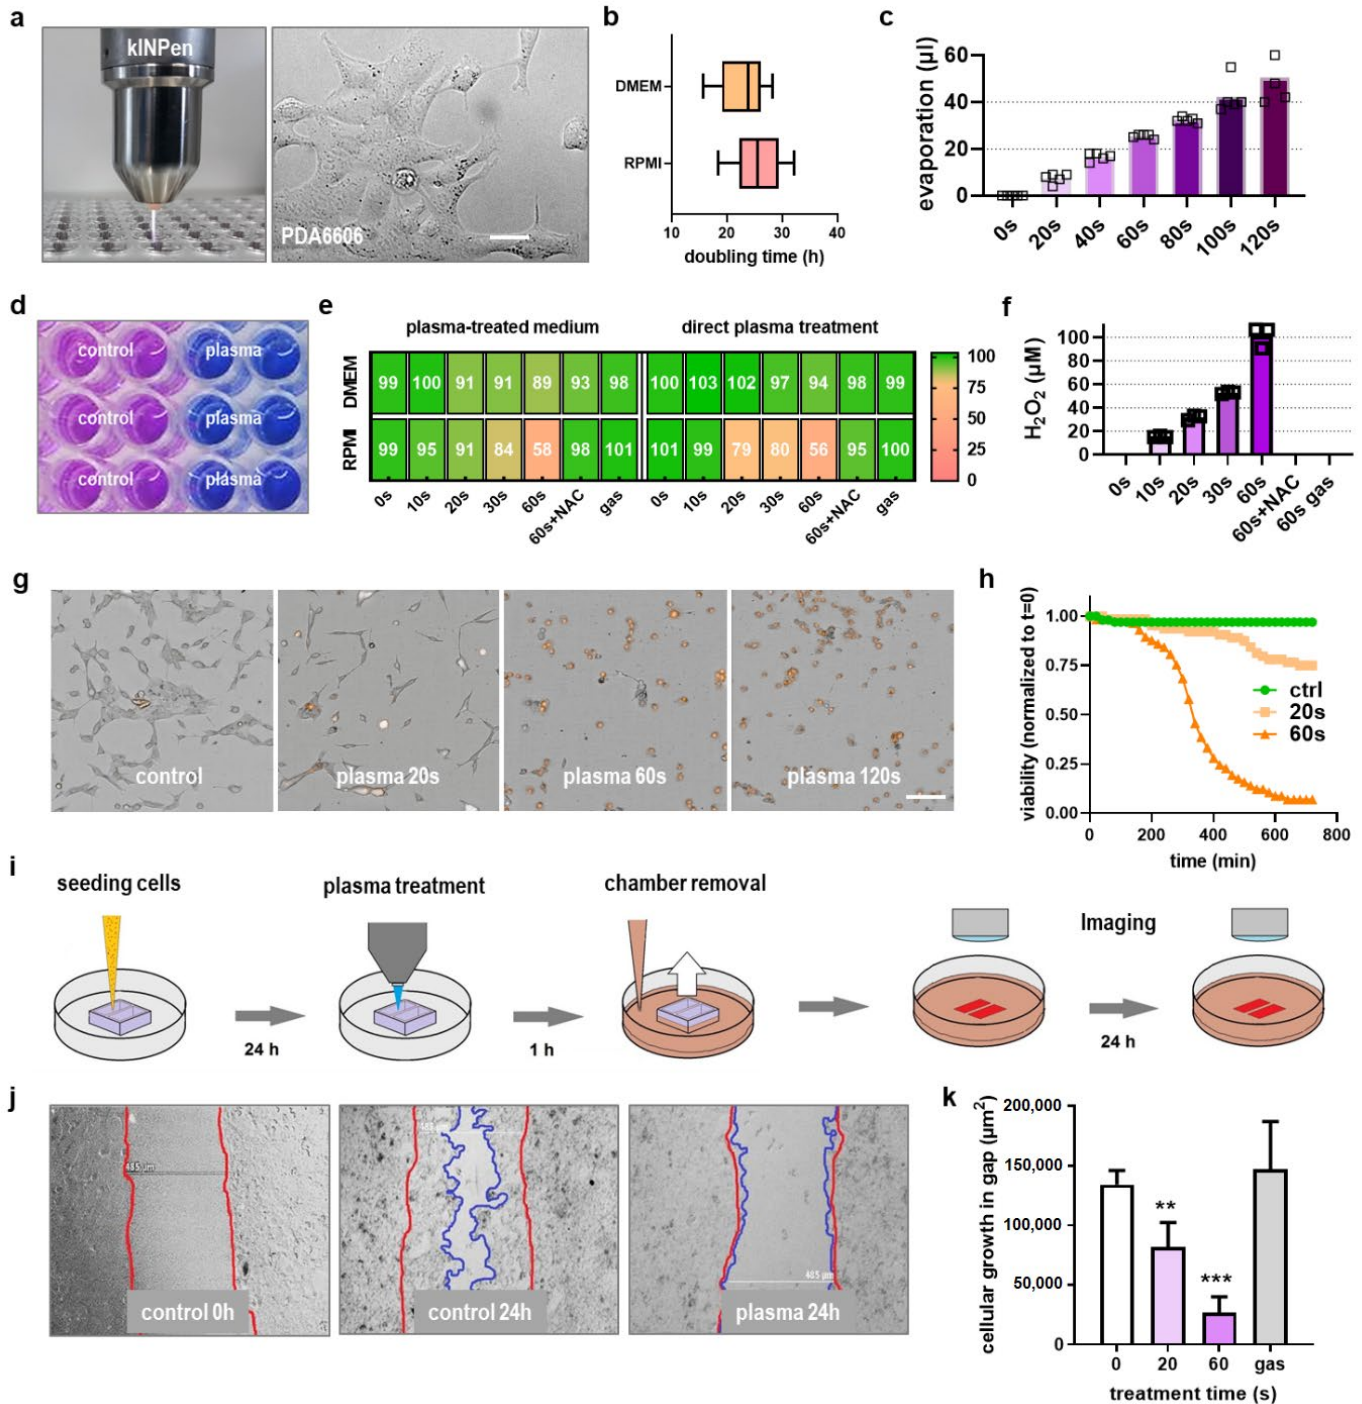 a
kINPen
PDA6606
b
DMEM
RPMI
10 20 30 40
doubling time (h)
c
evaporation (µl)
60
40
20
0
0s 20s 40s 60s 80s 100s 120s
d
control plasma
control plasma
control plasma
e
plasma-treated medium direct plasma treatment
DMEM 99 100 91 91 89 93 98 100 103 102 97 94 98 99
RPMI 99 95 91 84 58 98 101 101 99 79 80 56 95 100
0s 10s 20s 30s 60s 60s+NAC gas 0s 10s 20s 30s 60s 60s+NAC gas
100
75
50
25
0
f
H₂O₂ (µM)
100
80
60
40
20
0
0s 10s 20s 30s 60s 60s+NAC 60s gas
g
control
plasma 20s
plasma 60s
plasma 120s
h
viability (normalized to t=0)
1.00
0.75
0.50
0.25
0.00
ctrl
20s
60s
0 200 400 600 800
time (min)
i
seeding cells
plasma treatment
chamber removal
Imaging
24 h
1 h
24 h
j
485 µm
control 0h
control 24h
485 µm
plasma 24h
k
cellular growth in gap (µm²)
200,000
150,000
100,000
50,000
0
**
***
0 20 60 gas
treatment time (s)